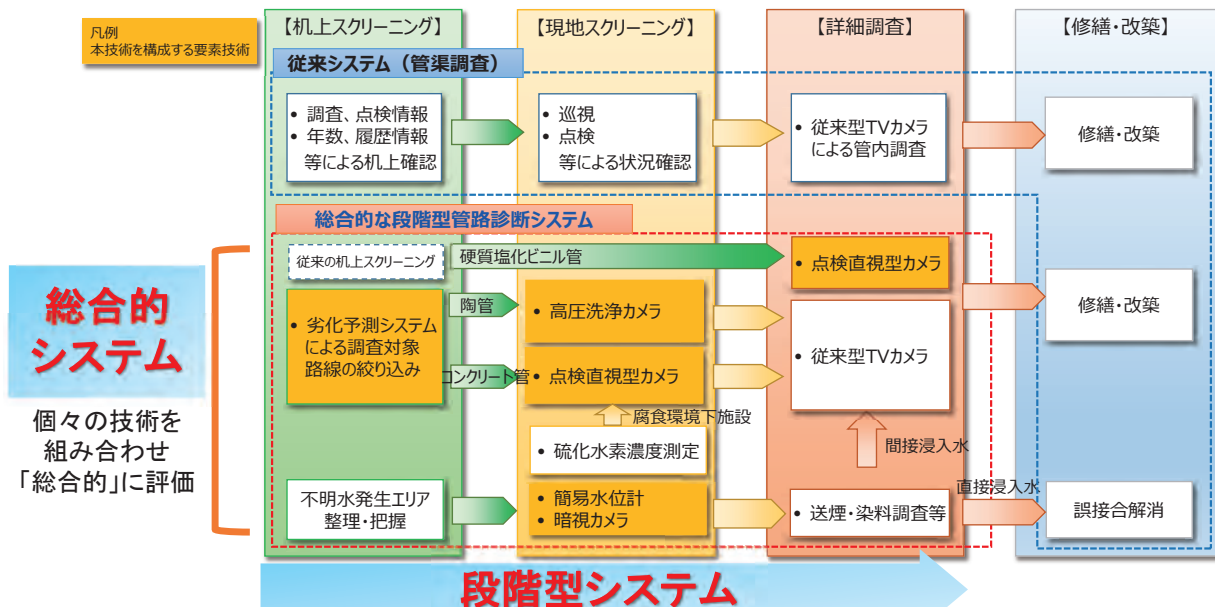 凡例
本技術を構成する要素技術
【机上スクリーニング】
【現地スクリーニング】
【詳細調査】
【修繕・改築】
従来システム（管渠調査）
• 調査、点検情報
• 年数、履歴情報
等による机上確認
• 巡視
• 点検
等による状況確認
• 従来型TVカメラ
による管内調査
修繕・改築
総合的な段階型管路診断システム
従来の机上スクリーニング
硬質塩化ビニル管
• 点検直視型カメラ
総合的
システム
個々の技術を
組み合わせ
「総合的」に評価
• 劣化予測システム
による調査対象
路線の絞り込み
陶管
• 高圧洗浄カメラ
コンクリート管
• 点検直視型カメラ
• 従来型TVカメラ
修繕・改築
腐食環境下施設
• 硫化水素濃度測定
間接浸入水
不明水発生エリア
整理・把握
• 簡易水位計
• 暗視カメラ
• 送煙・染料調査等
直接浸入水
誤接合解消
段階型システム